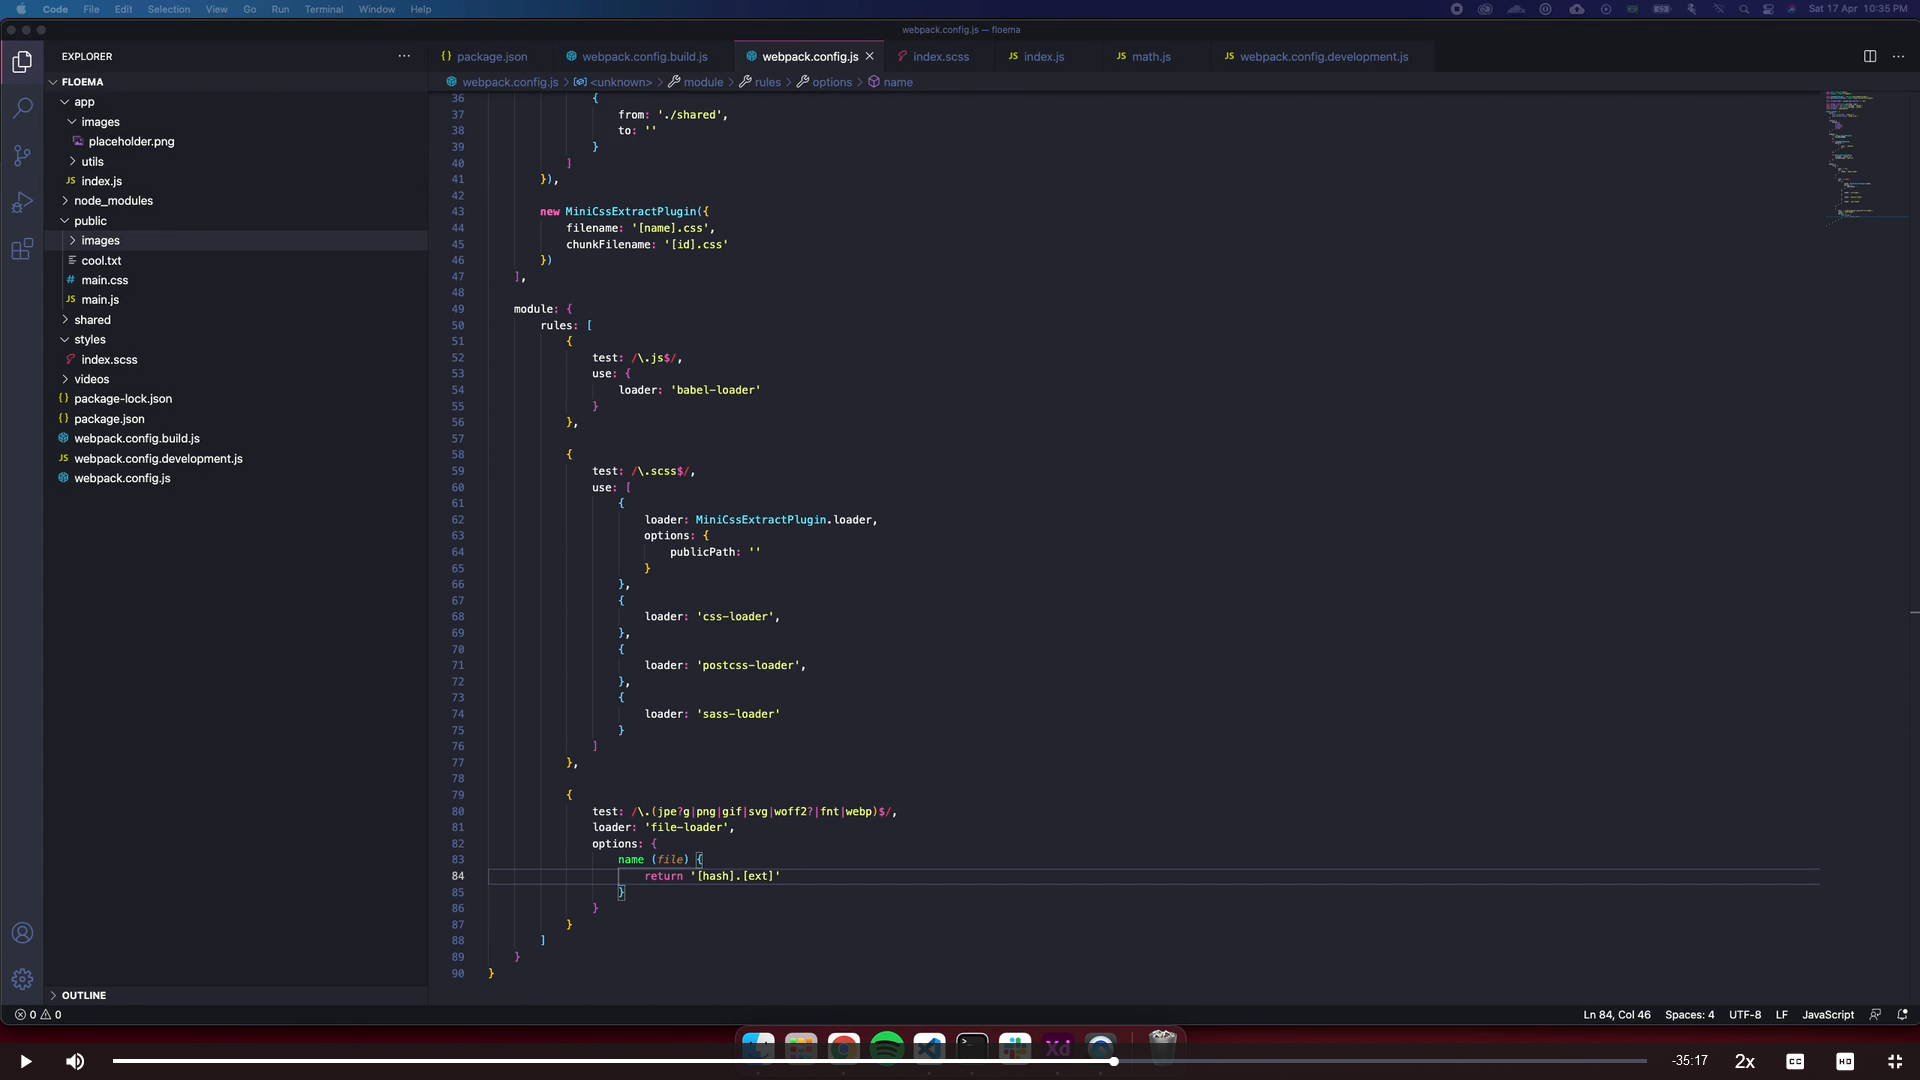 Code File Edit Selection View Go Run Terminal Window Help Sat 17 Apr 10:35 PM
webpack.config.js — floema
EXPLORER
package.json webpack.config.build.js webpack.config.js index.scss index.js math.js webpack.config.development.js
webpack.config.js > <unknown> > module > rules > options > name
FLOEMA
app
images
placeholder.png
utils
index.js
node_modules
public
images
cool.txt
main.css
main.js
shared
styles
index.scss
videos
package-lock.json
package.json
webpack.config.build.js
webpack.config.development.js
webpack.config.js
OUTLINE
36 {
37 from: './shared',
38 to: ''
39 }
40 ]
41 }),
42
43 new MiniCssExtractPlugin({
44 filename: '[name].css',
45 chunkFilename: '[id].css'
46 })
47 ],
48
49 module: {
50 rules: [
51 {
52 test: /\.js$/,
53 use: {
54 loader: 'babel-loader'
55 }
56 },
57
58 {
59 test: /\.scss$/,
60 use: [
61 {
62 loader: MiniCssExtractPlugin.loader,
63 options: {
64 publicPath: ''
65 }
66 },
67 {
68 loader: 'css-loader',
69 },
70 {
71 loader: 'postcss-loader',
72 },
73 {
74 loader: 'sass-loader'
75 }
76 ]
77 },
78
79 {
80 test: /\.(jpe?g|png|gif|svg|woff2?|fnt|webp)$/,
81 loader: 'file-loader',
82 options: {
83 name (file) {
84 return '[hash].[ext]'
85 }
86 }
87 }
88 ]
89 }
90 }
0 0 Ln 84, Col 46 Spaces: 4 UTF-8 LF JavaScript
Xd
-35:17 2x CC HD